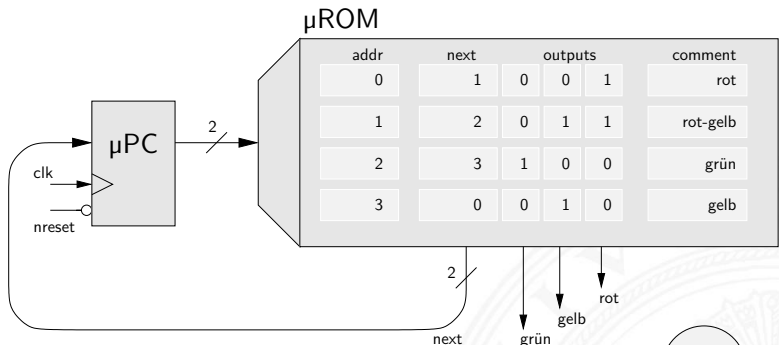 µROM
addr next outputs comment
0 1 0 0 1 rot
1 2 0 1 1 rot-gelb
2 3 1 0 0 grün
3 0 0 1 0 gelb
2
µPC
clk
nreset
2
rot
gelb
next
grün